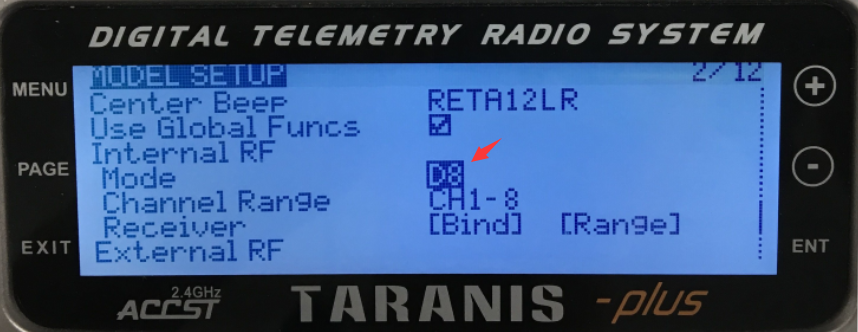 DIGITAL TELEMETRY RADIO SYSTEM
MODEL SETUP 2/12
MENU
Center Beep RETA12LR
Use Global Funcs
Internal RF
PAGE
Mode D8
Channel Range CH1-8
Receiver [Bind] [Range]
EXIT
External RF
ENT
+
-
2.4GHz
ACCST
TARANIS -plus